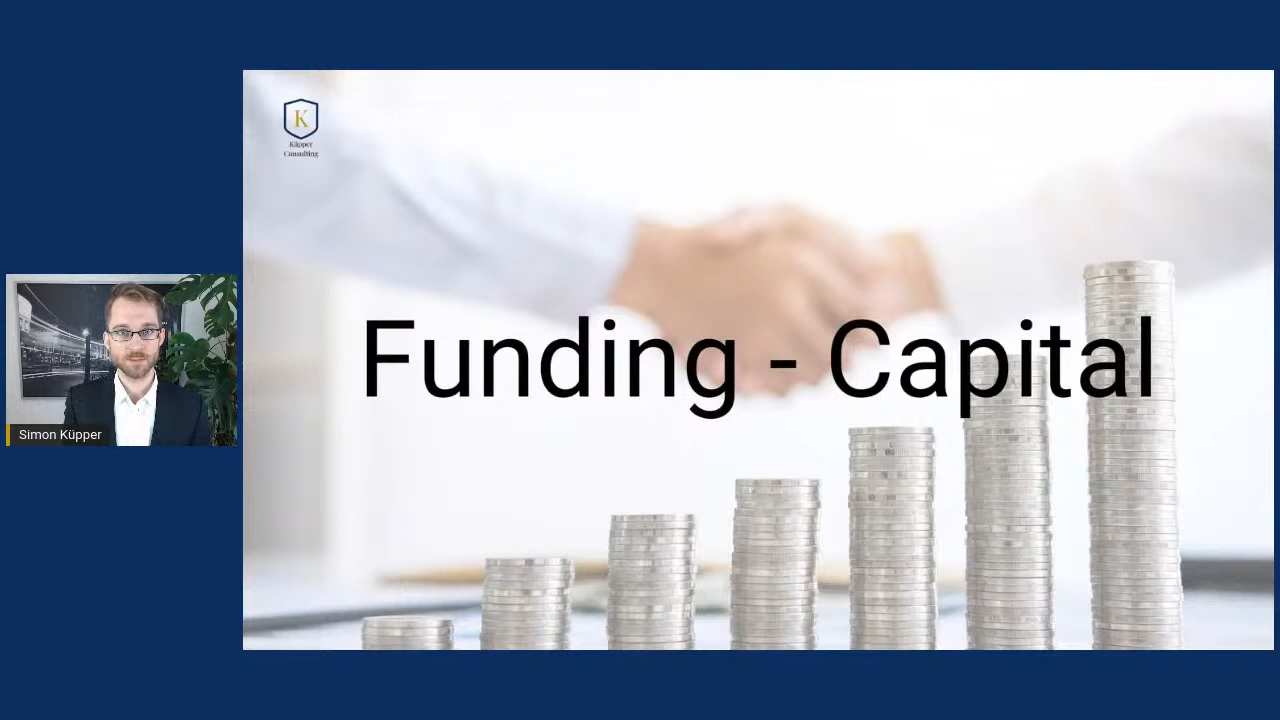 K
Küpper
Consulting
Funding - Capital
Simon Küpper